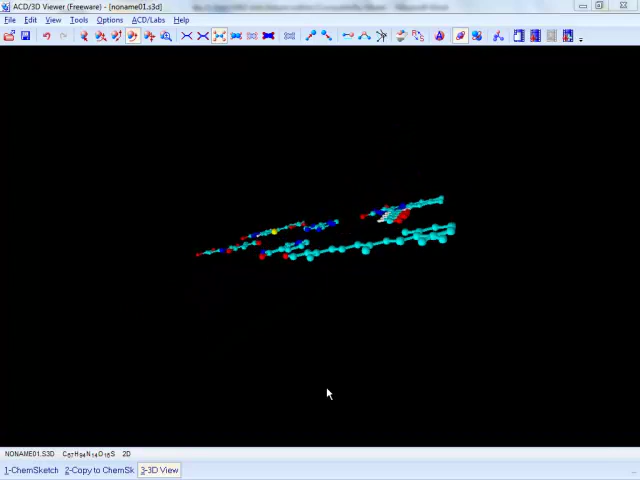 ACD/3D Viewer (Freeware) - [noname01.s3d]
File Edit View Tools Options ACD/Labs Help
NONAME01.S3D C67H94N14O16S 2D
1-ChemSketch 2-Copy to ChemSk 3-3D View